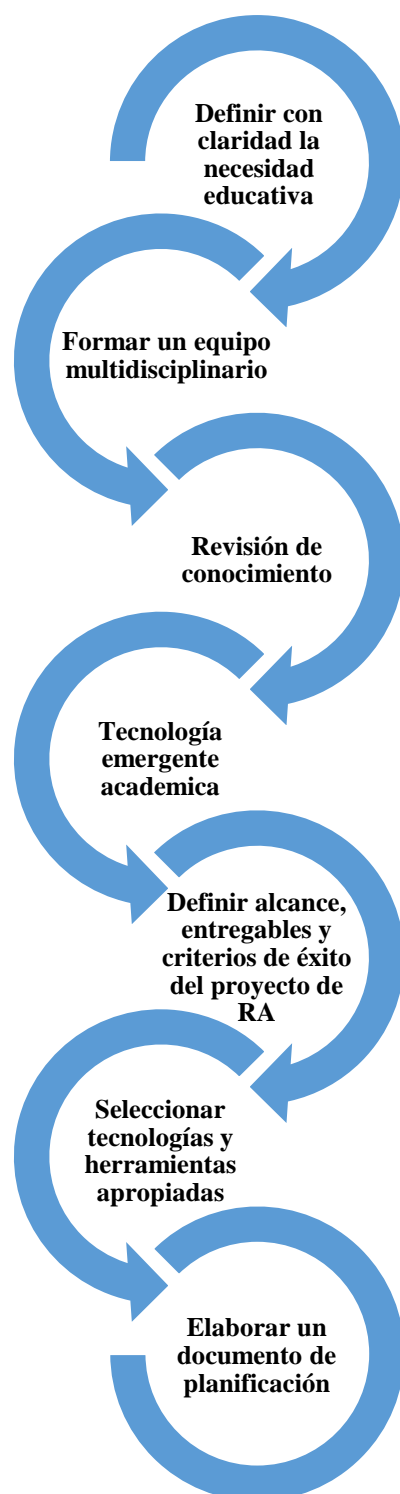 Definir con
claridad la
necesidad
educativa
Formar un equipo
multidisciplinario
Revisión de
conocimiento
Tecnología
emergente
academica
Definir alcance,
entregables y
criterios de éxito
del proyecto de
RA
Seleccionar
tecnologías y
herramientas
apropiadas
Elaborar un
documento de
planificación